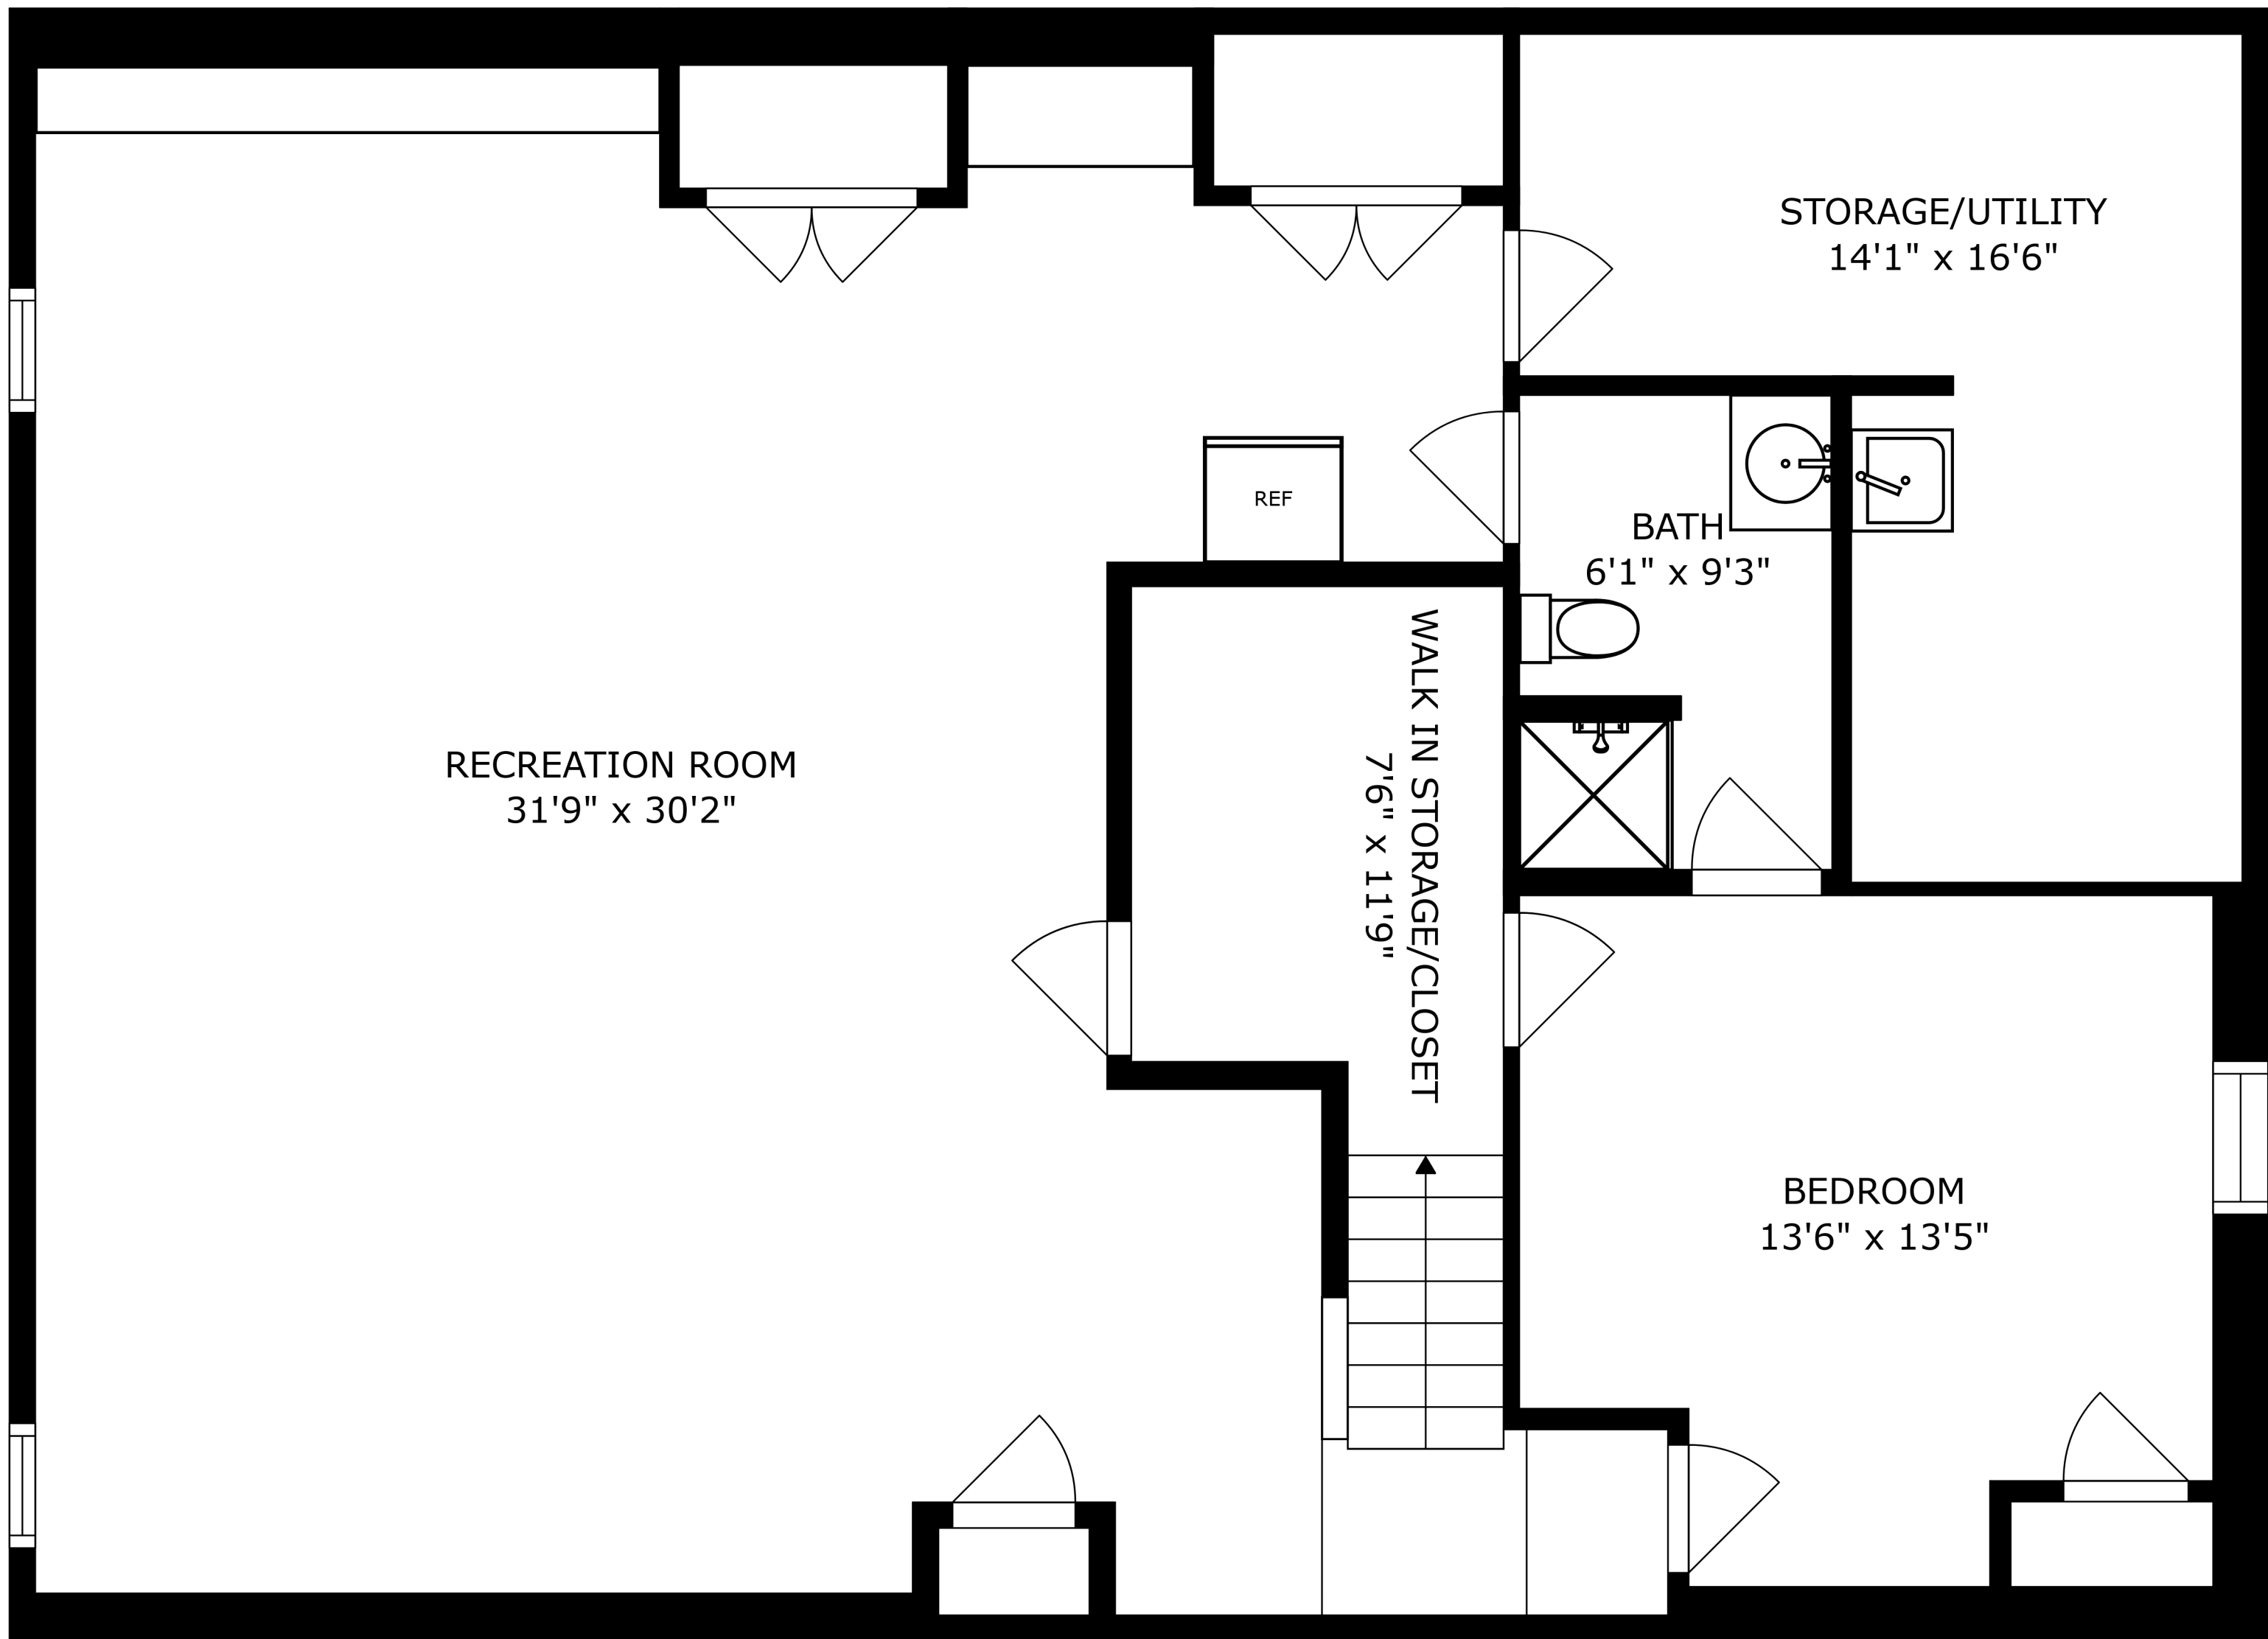 STORAGE/UTILITY
14'1" x 16'6"
REF
BATH
6'1" x 9'3"
WALK IN STORAGE/CLOSET
7'6" x 11'9"
RECREATION ROOM
31'9" x 30'2"
BEDROOM
13'6" x 13'5"